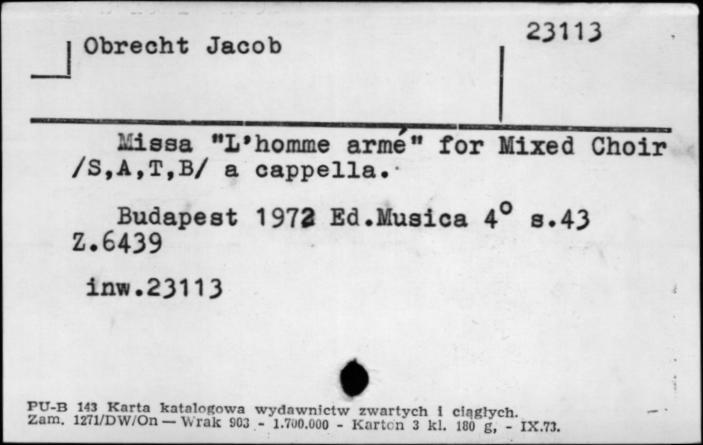 23113
Obrecht Jacob
Missa "L'homme armé" for Mixed Choir
/S,A,T,B/ a cappella.
Budapest 1972 Ed.Musica 4° s.43
Z.6439
inw.23113
PU-B 143 Karta katalogowa wydawnictw zwartych i ciągłych.
Zam. 1271/DW/On — Wrak 903 - 1.700.000 - Karton 3 kl. 180 g, - IX.73.